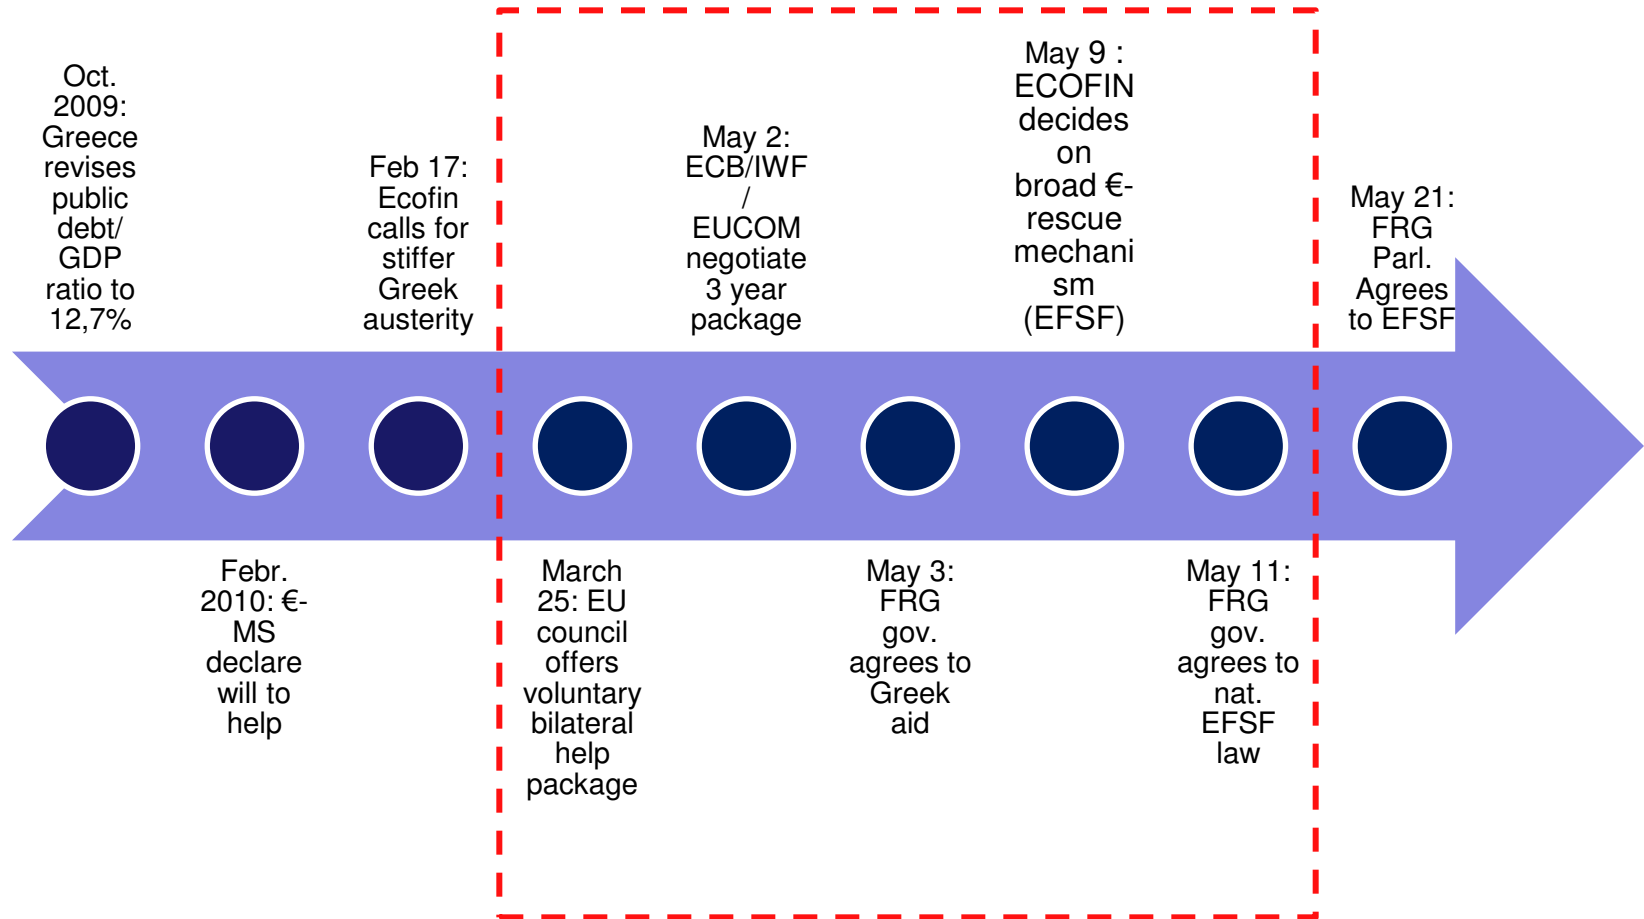 Oct.
2009:
Greece
revises
public
debt/
GDP
ratio to
12,7%
Febr.
2010: €-
MS
declare
will to
help
Feb 17:
Ecofin
calls for
stiffer
Greek
austerity
March
25: EU
council
offers
voluntary
bilateral
help
package
May 2:
ECB/IWF
/
EUCOM
negotiate
3 year
package
May 3:
FRG
gov.
agrees to
Greek
aid
May 9 :
ECOFIN
decides
on
broad €-
rescue
mechani
sm
(EFSF)
May 11:
FRG
gov.
agrees to
nat.
EFSF
law
May 21:
FRG
Parl.
Agrees
to EFSF